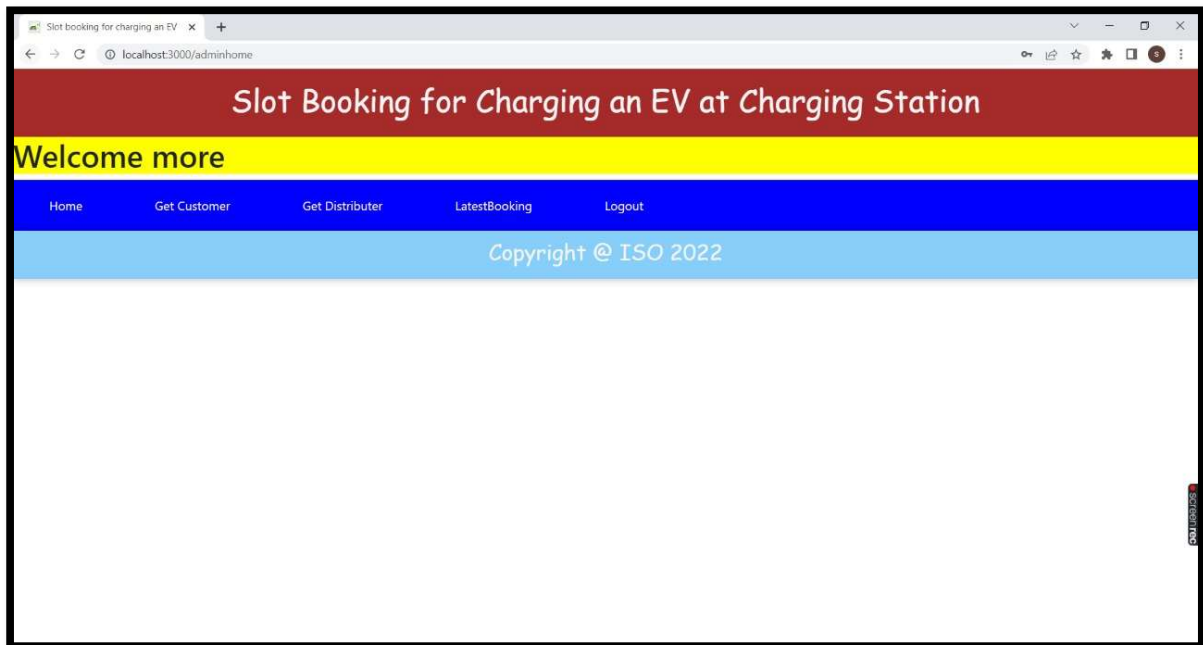 Slot booking for charging an EV
localhost:3000/adminhome
S
Slot Booking for Charging an EV at Charging Station
Welcome more
Home Get Customer Get Distributer LatestBooking Logout
Copyright @ ISO 2022
screenrec